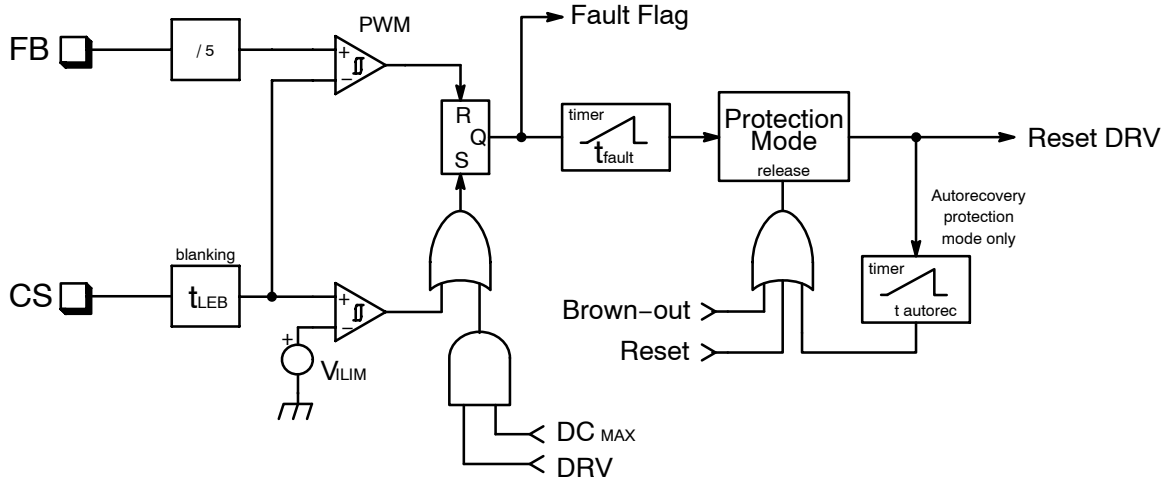 Fault Flag
PWM
FB
/ 5
+
−
R
Q
S
timer
tfault
Protection
Mode
release
Reset DRV
Autorecovery
protection
mode only
blanking
CS
tLEB
+
−
+
VILIM
timer
t autorec
Brown−out
Reset
DC MAX
DRV